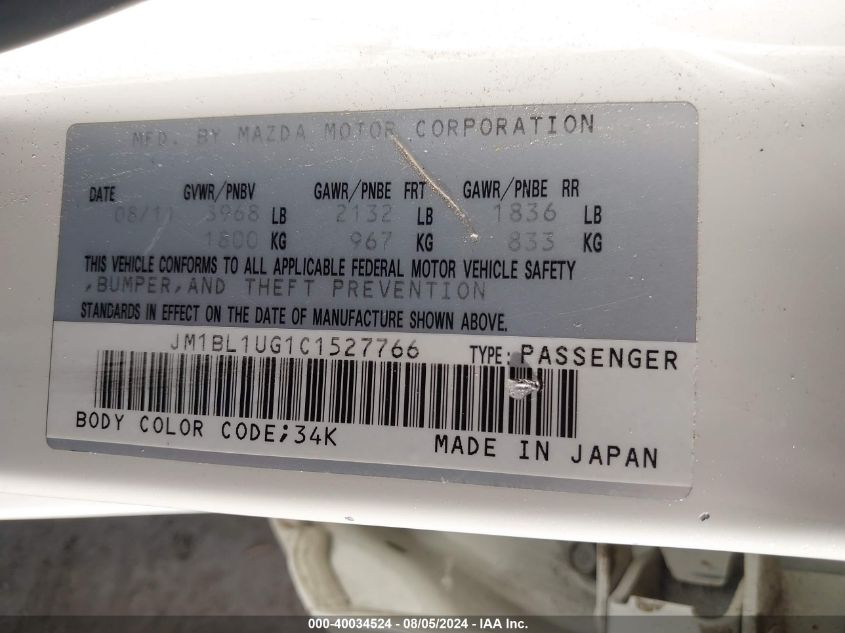 MFD. BY MAZDA MOTOR CORPORATION
DATE GVWR/PNBV GAWR/PNBE FRT GAWR/PNBE RR
08/11 3968 LB 2132 LB 1836 LB
1800 KG 967 KG 833 KG
THIS VEHICLE CONFORMS TO ALL APPLICABLE FEDERAL MOTOR VEHICLE SAFETY
,BUMPER,AND THEFT PREVENTION
STANDARDS IN EFFECT ON THE DATE OF MANUFACTURE SHOWN ABOVE.
JM1BL1UG1C1527766 TYPE: PASSENGER
BODY COLOR CODE;34K MADE IN JAPAN
000-40034524 - 08/05/2024 - IAA Inc.